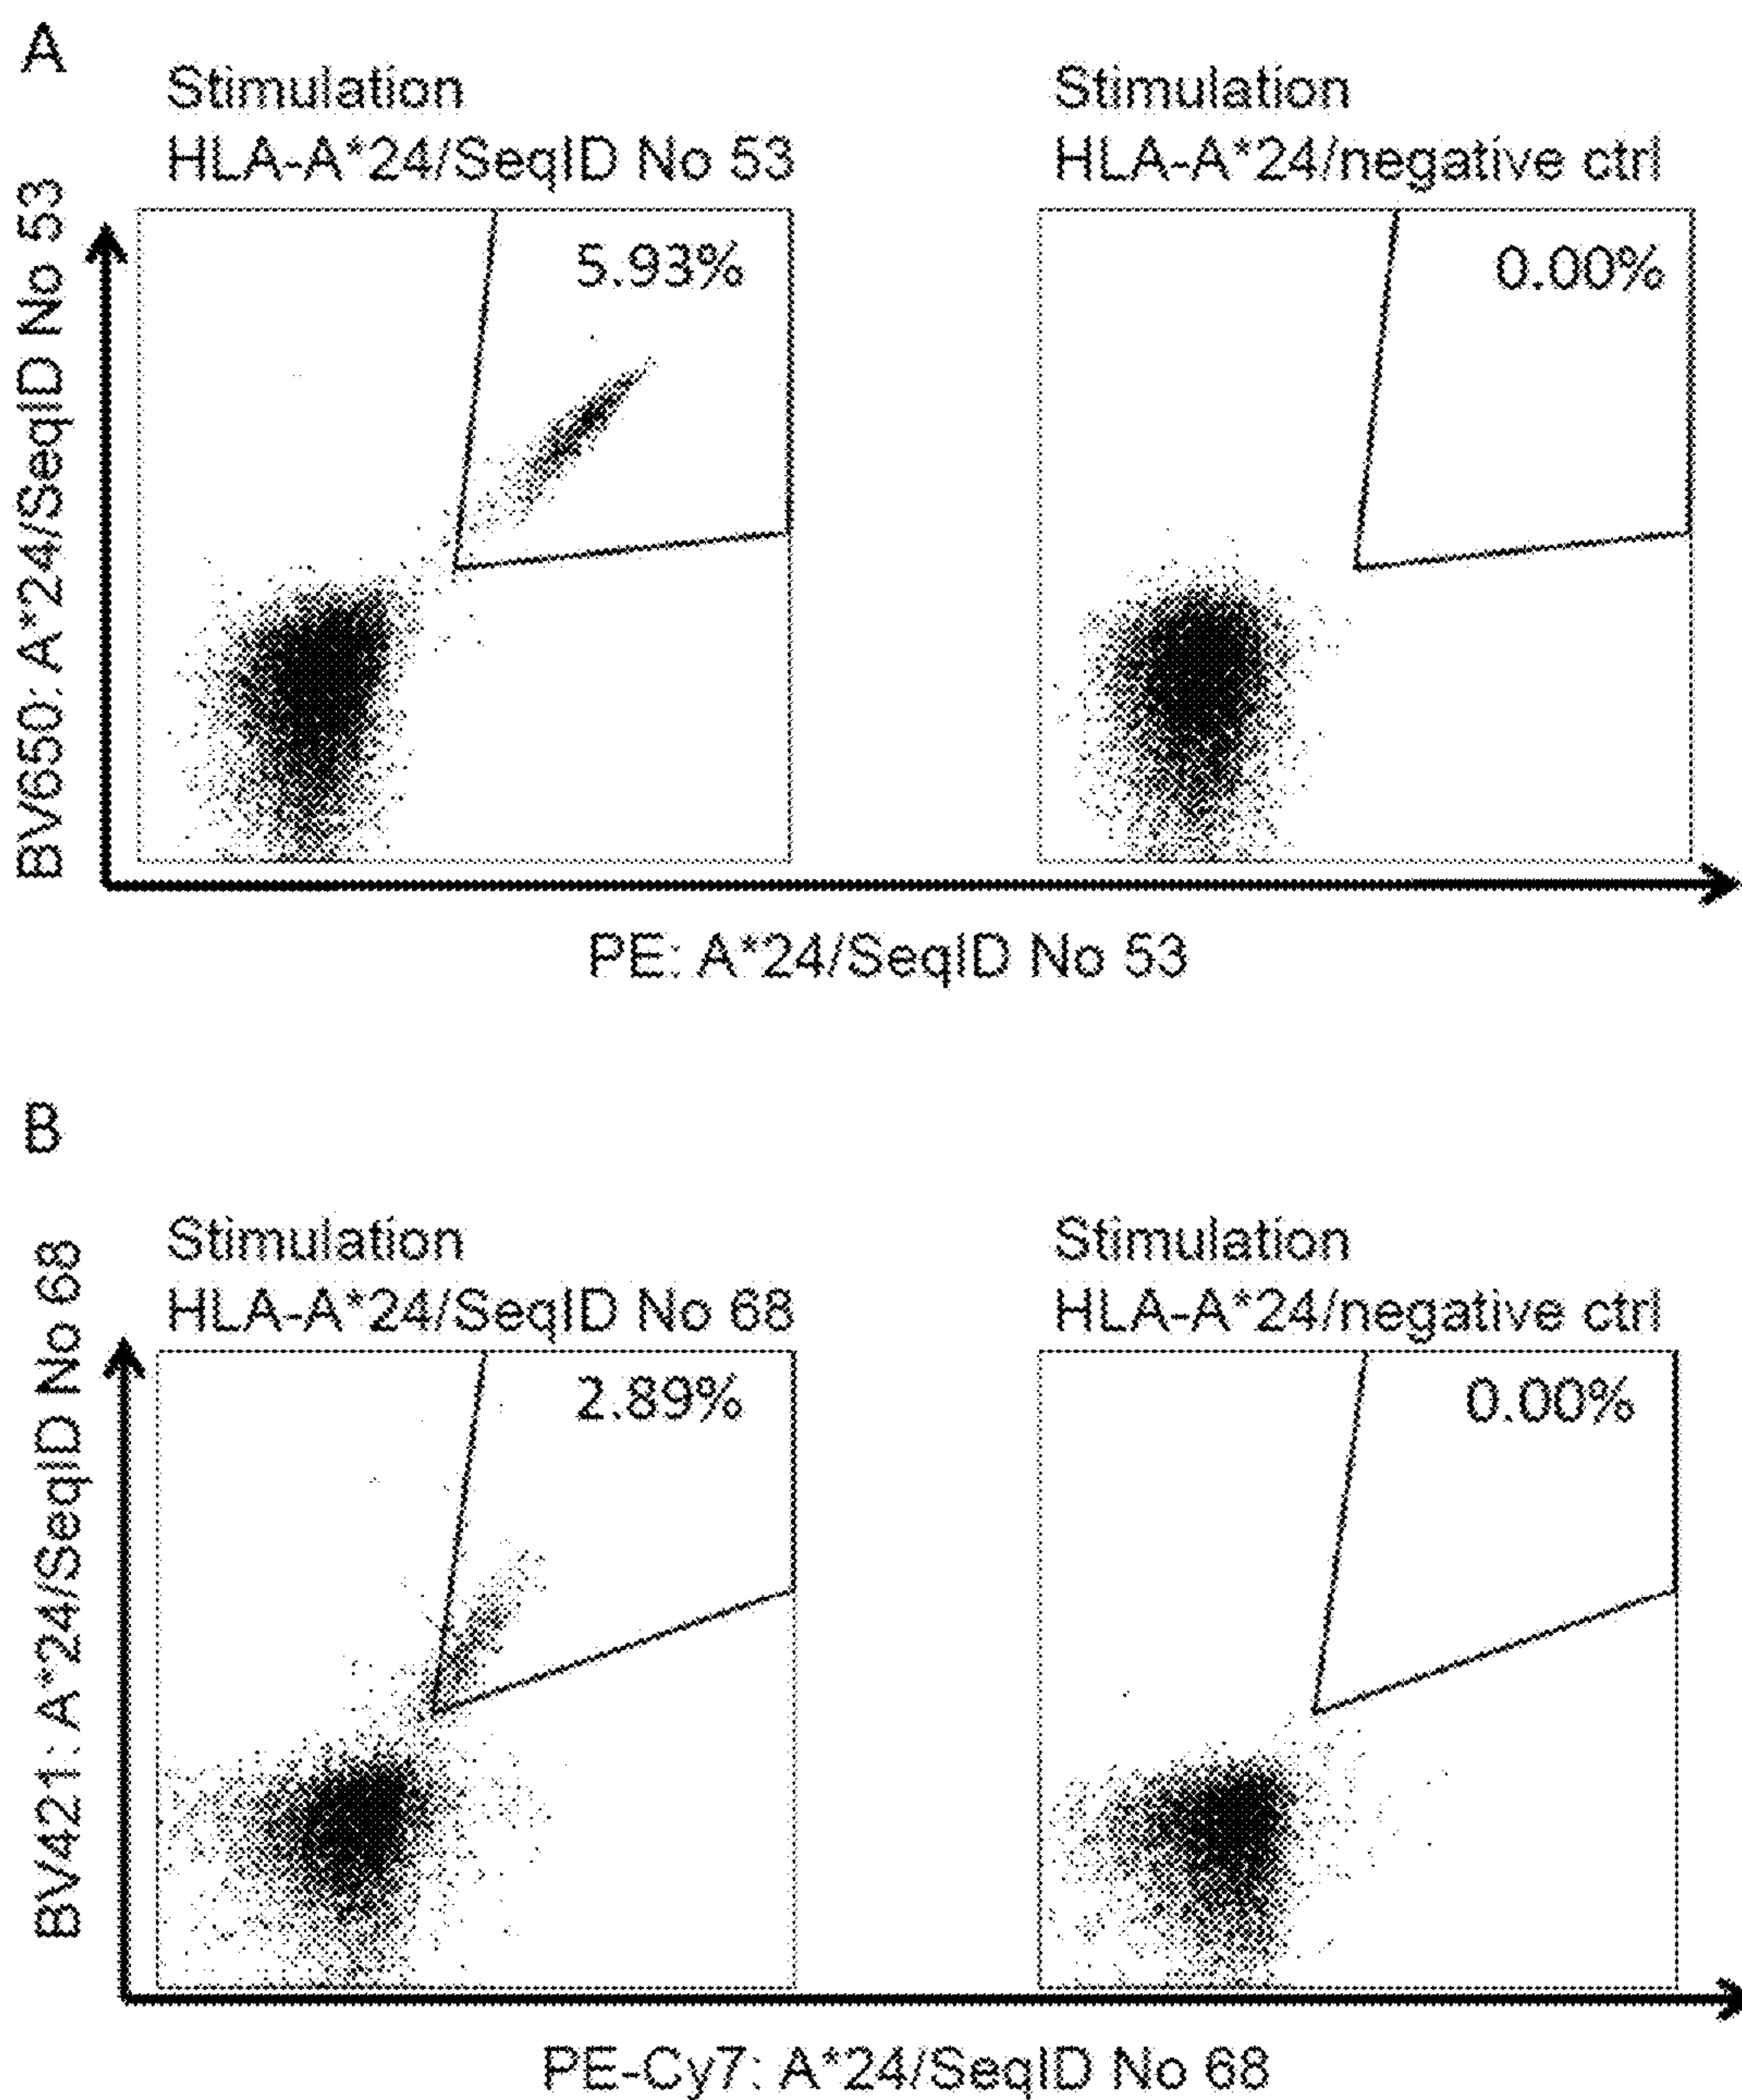 A
Stimulation
HLA-A*24/SeqID No 53
Stimulation
HLA-A*24/negative ctrl
BV650: A*24/SeqID No 53
5.93%
0.00%
PE: A*24/SeqID No 53
B
Stimulation
HLA-A*24/SeqID No 68
Stimulation
HLA-A*24/negative ctrl
BV421: A*24/SeqID No 68
2.89%
0.00%
PE-Cy7: A*24/SeqID No 68